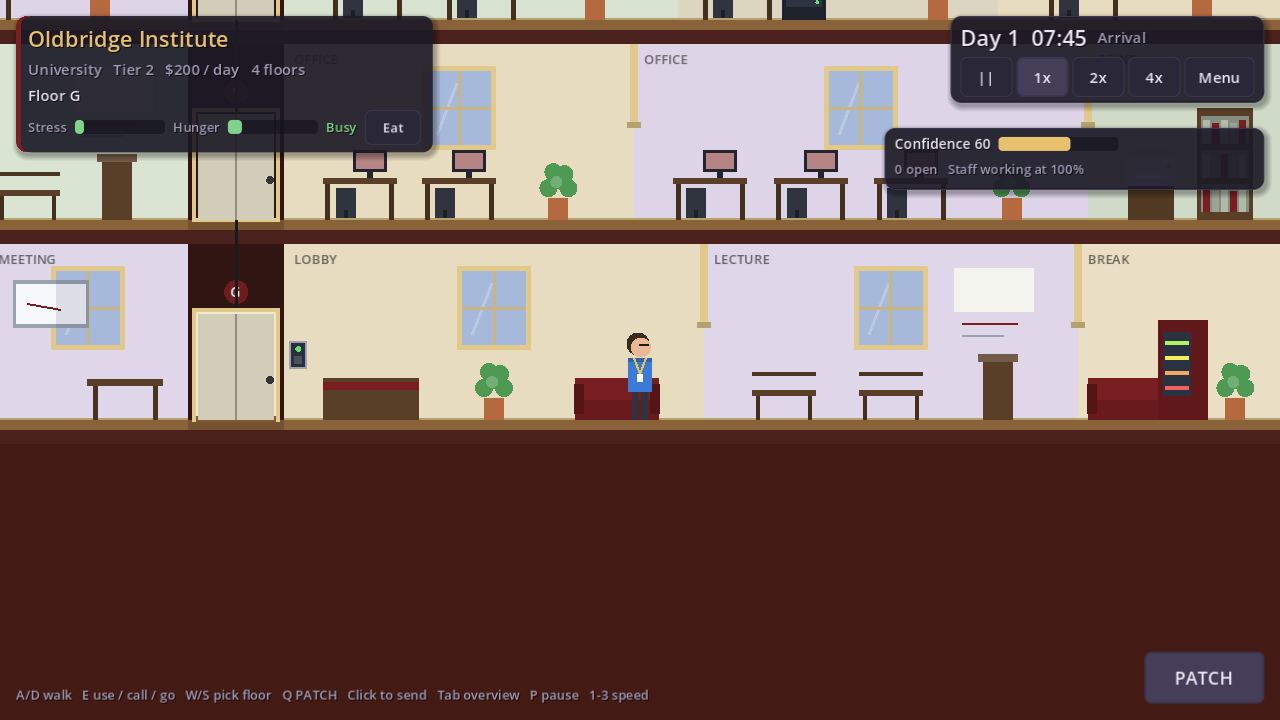 Oldbridge Institute
University Tier 2 $200 / day 4 floors
Floor G
Stress Hunger Busy Eat
Day 1 07:45 Arrival
|| 1x 2x 4x Menu
Confidence 60
0 open Staff working at 100%
OFFICE
OFFICE
MEETING
G
LOBBY
LECTURE
BREAK
PATCH
A/D walk E use / call / go W/S pick floor Q PATCH Click to send Tab overview P pause 1-3 speed